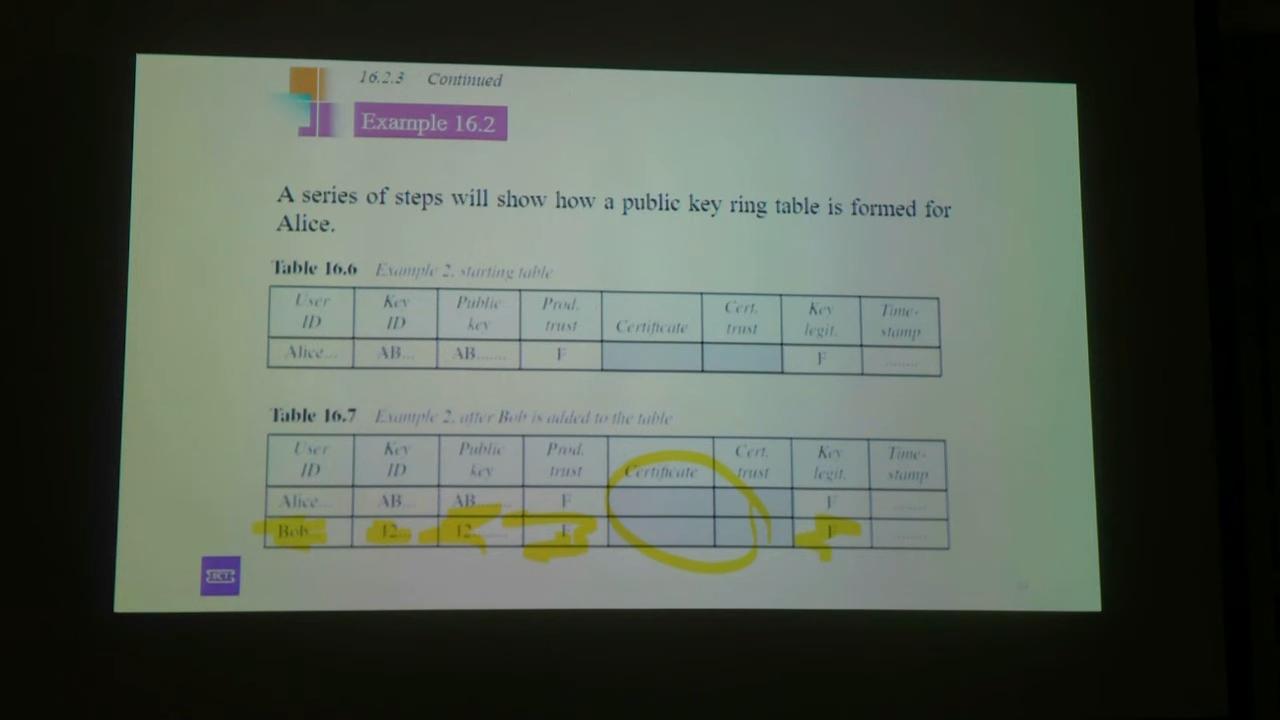 16.2.3 Continued
Example 16.2
A series of steps will show how a public key ring table is formed for
Alice.
Table 16.6 Example 2, starting table
User ID Key ID Public key Prod. trust Certificate Cert. trust Key legit. Time-stamp
Alice... AB... AB....... F F .......
Table 16.7 Example 2, after Bob is added to the table
User ID Key ID Public key Prod. trust Certificate Cert. trust Key legit. Time-stamp
Alice... AB... AB....... F F .......
Bob... 12... 12....... F F .......